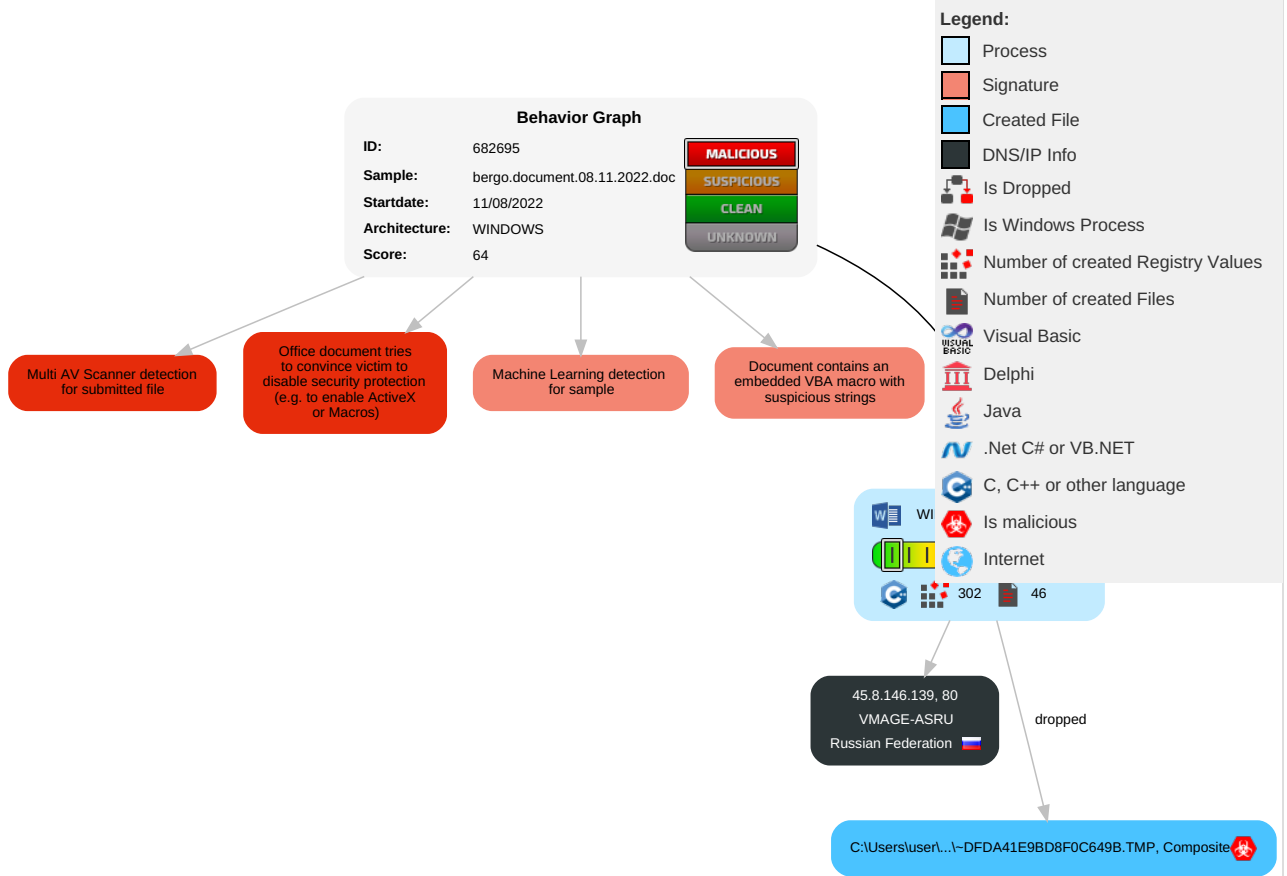 Legend:
Process
Signature
Created File
DNS/IP Info
Is Dropped
Is Windows Process
Number of created Registry Values
Number of created Files
VISUAL BASIC
Visual Basic
Delphi
Java
.Net C# or VB.NET
C, C++ or other language
Is malicious
Internet
Behavior Graph
ID: 682695
Sample: bergo.document.08.11.2022.doc
Startdate: 11/08/2022
Architecture: WINDOWS
Score: 64
MALICIOUS
SUSPICIOUS
CLEAN
UNKNOWN
Multi AV Scanner detection
for submitted file
Office document tries
to convince victim to
disable security protection
(e.g. to enable ActiveX
or Macros)
Machine Learning detection
for sample
Document contains an
embedded VBA macro with
suspicious strings
302 46
45.8.146.139, 80
VMAGE-ASRU
Russian Federation
dropped
C:\Users\user\...\~DFDA41E9BD8F0C649B.TMP, Composite